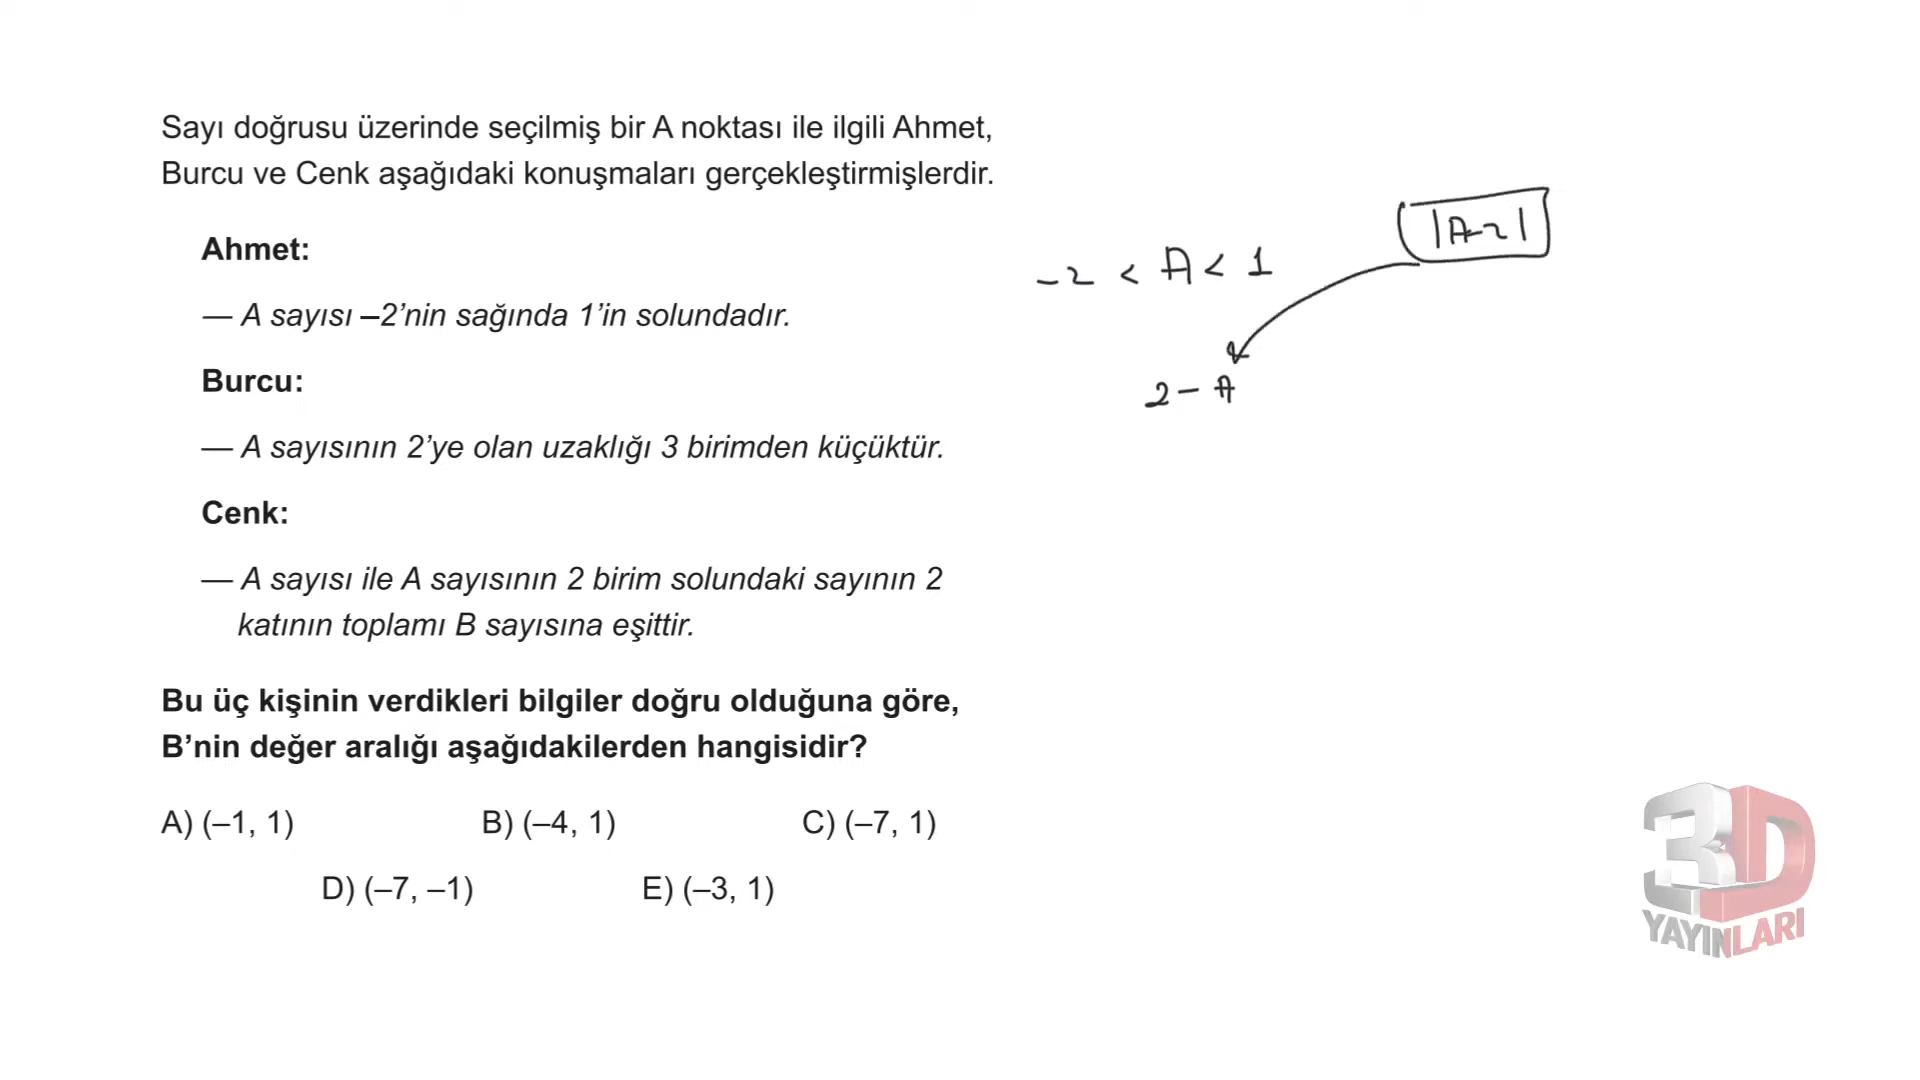 Sayı doğrusu üzerinde seçilmiş bir A noktası ile ilgili Ahmet,
Burcu ve Cenk aşağıdaki konuşmaları gerçekleştirmişlerdir.
Ahmet:
— A sayısı –2’nin sağında 1’in solundadır.
Burcu:
— A sayısının 2’ye olan uzaklığı 3 birimden küçüktür.
Cenk:
— A sayısı ile A sayısının 2 birim solundaki sayının 2
katının toplamı B sayısına eşittir.
Bu üç kişinin verdikleri bilgiler doğru olduğuna göre,
B’nin değer aralığı aşağıdakilerden hangisidir?
A) (–1, 1) B) (–4, 1) C) (–7, 1)
D) (–7, –1) E) (–3, 1)
|A-2|
-2 < A < 1
2 - A
3D
YAYINLARI